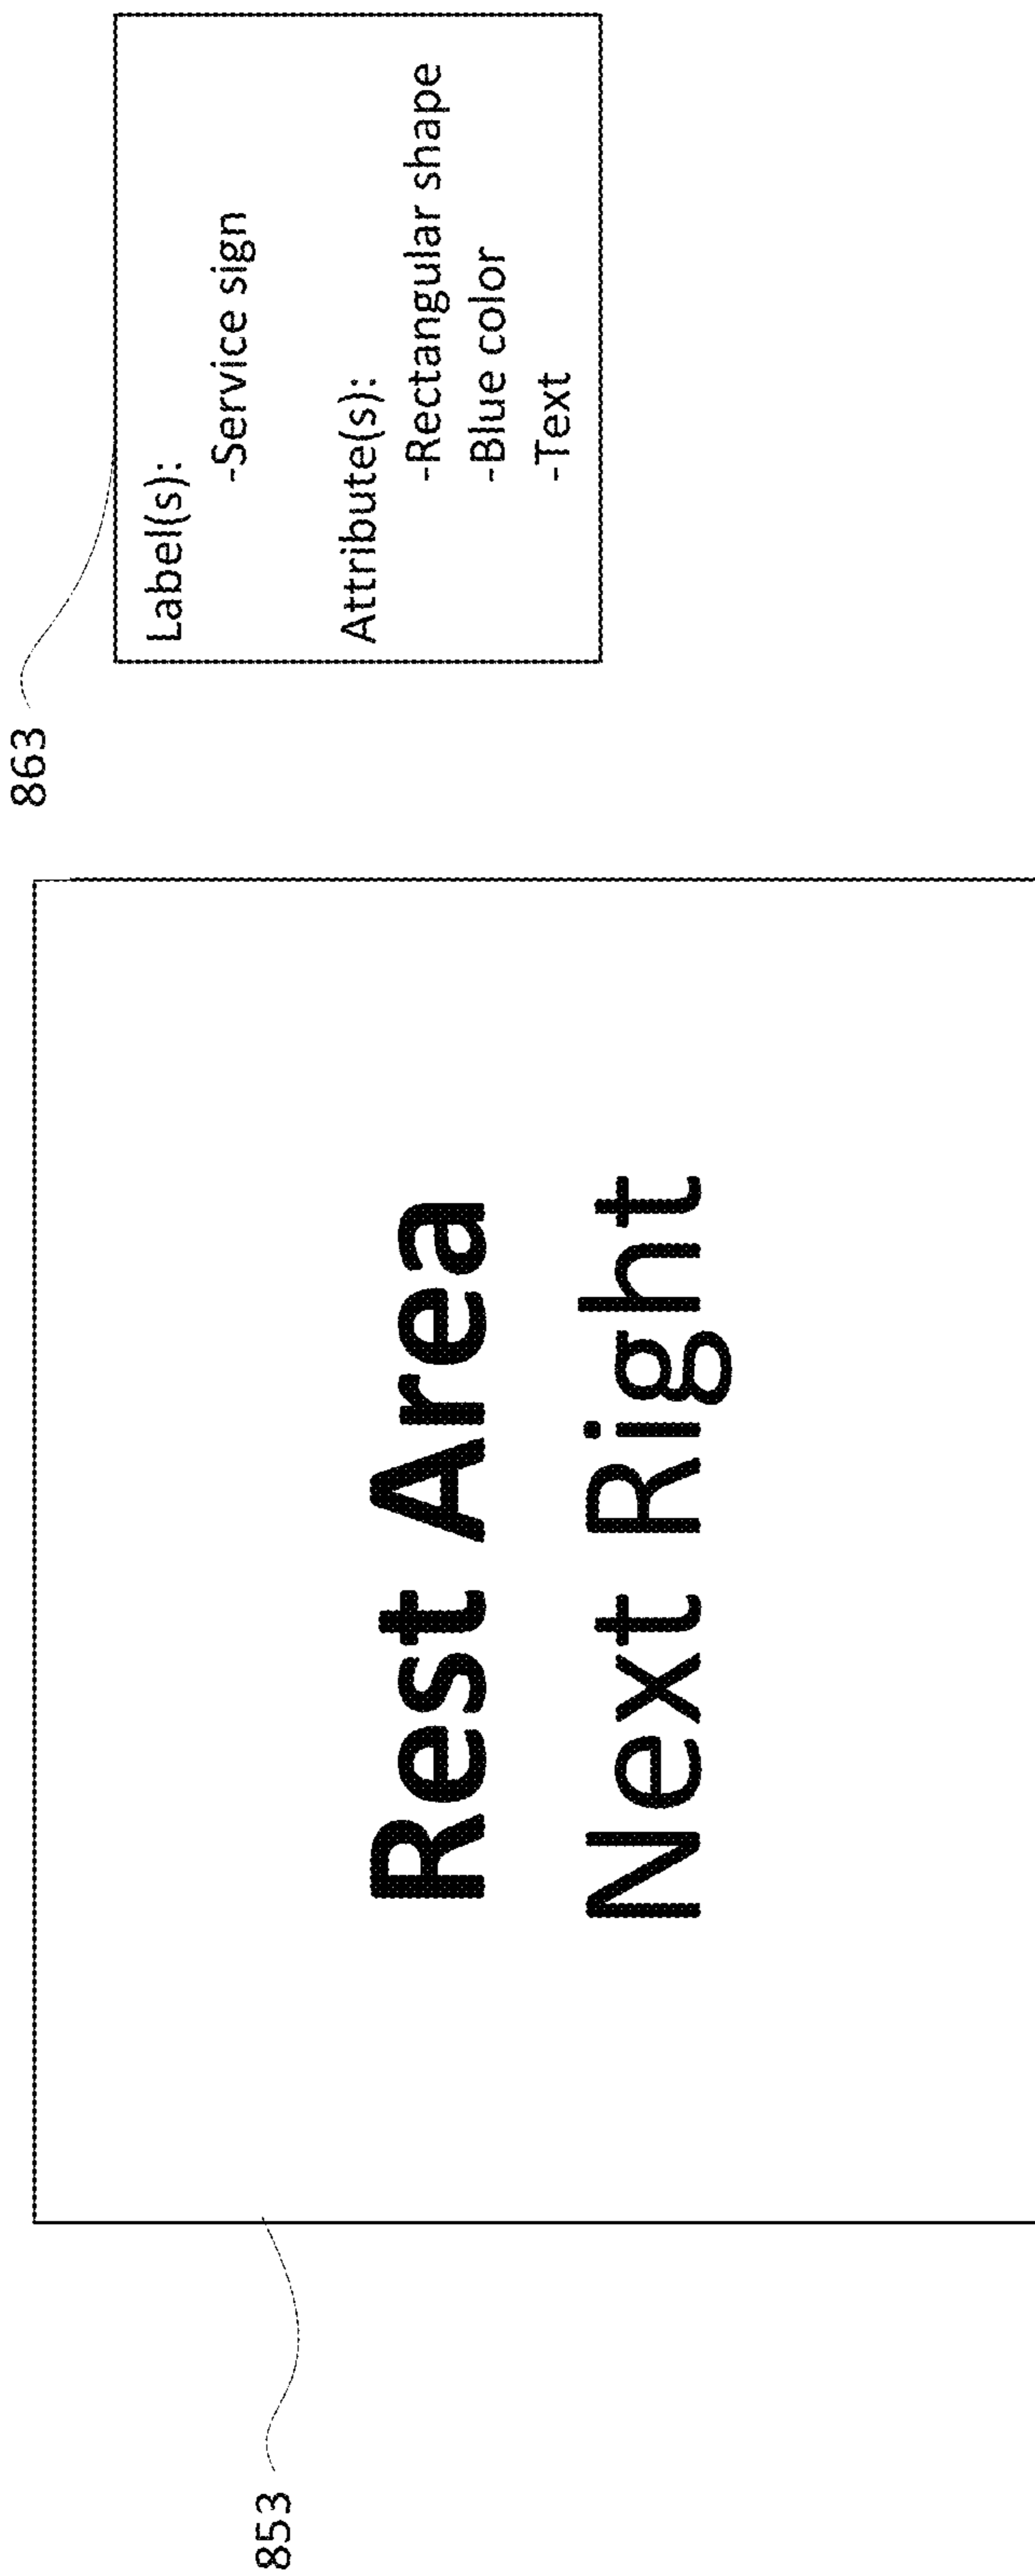 853
Rest Area
Next Right
863
Label(s):
-Service sign
Attribute(s):
-Rectangular shape
-Blue color
-Text